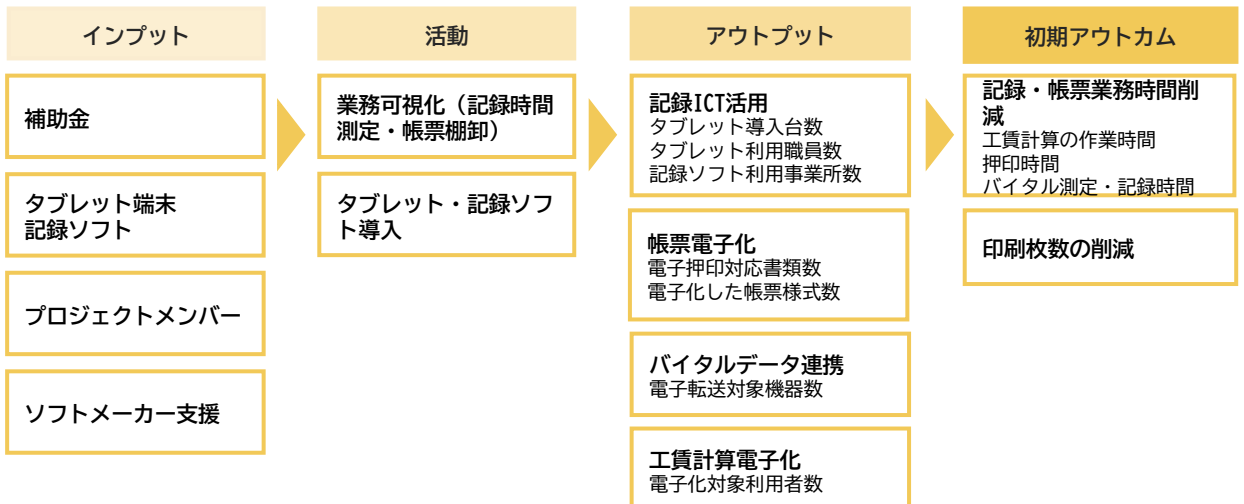 インプット
補助金
タブレット端末
記録ソフト
プロジェクトメンバー
ソフトメーカー支援
活動
業務可視化（記録時間
測定・帳票棚卸）
タブレット・記録ソフ
ト導入
アウトプット
記録ICT活用
タブレット導入台数
タブレット利用職員数
記録ソフト利用事業所数
帳票電子化
電子押印対応書類数
電子化した帳票様式数
バイタルデータ連携
電子転送対象機器数
工賃計算電子化
電子化対象利用者数
初期アウトカム
記録・帳票業務時間削
減
工賃計算の作業時間
押印時間
バイタル測定・記録時間
印刷枚数の削減